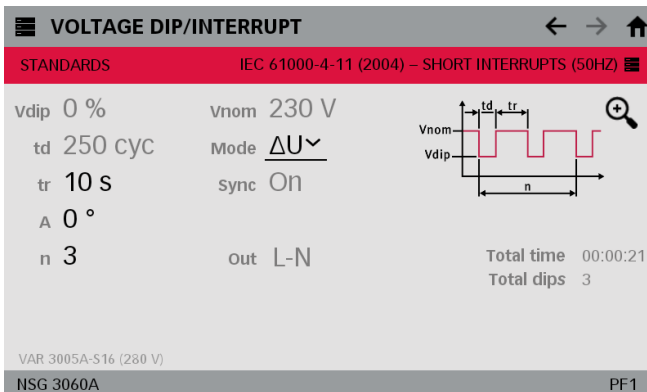 VOLTAGE DIP/INTERRUPT
STANDARDS IEC 61000-4-11 (2004) – SHORT INTERRUPTS (50HZ)
Vdip 0 % Vnom 230 V
td 250 cyc Mode ΔU
tr 10 s Sync On
A 0 °
n 3 Out L-N
td tr
Vnom
Vdip
n
Total time 00:00:21
Total dips 3
VAR 3005A-S16 (280 V)
NSG 3060A PF1